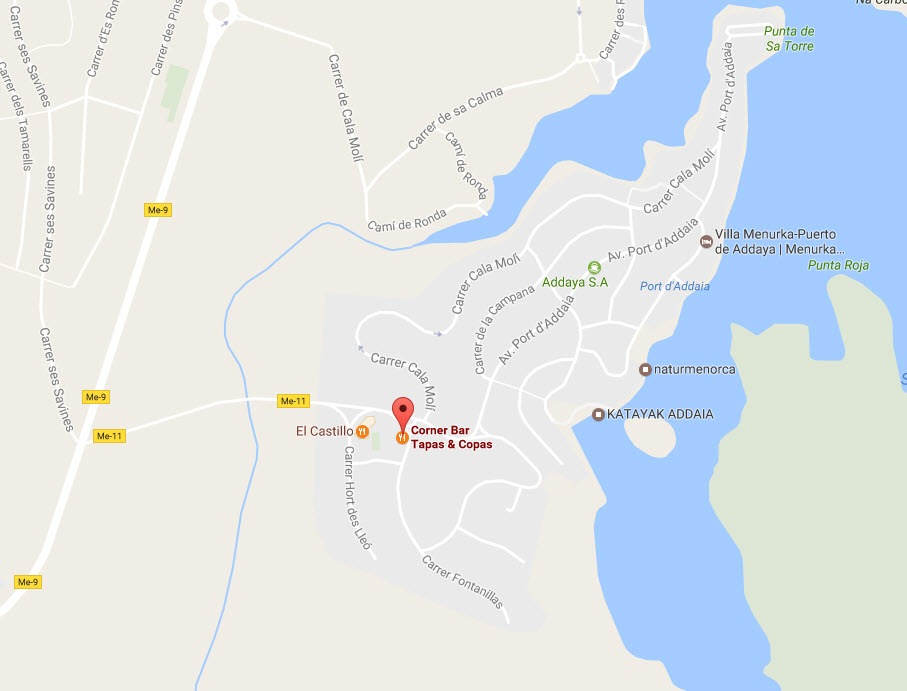 Na Carbo
Punta de
Sa Torre
Carrer ses Savines
Carrer d'Es Ron
Carrer des Pins
Carrer des
Carrer dels Tamarells
Carrer de Cala Molí
Carrer de sa Calma
Camí de Ronda
Av. Port d'Addaia
Carrer Cala Molí
Carrer ses Savines
Me-9
Camí de Ronda
Av. Port d'Addaia
Villa Menurka-Puerto
de Addaya | Menurka...
Punta Roja
Carrer Cala Molí
Addaya S.A
Port d'Addaia
Carrer de la Campana
Av. Port d'Addaia
Carrer ses Savines
Carrer Cala Molí
naturmenorca
Me-9
Me-11
KATAYAK ADDAIA
Me-11
El Castillo
Corner Bar
Tapas & Copas
Carrer Hort des Lleó
Carrer Fontanillas
Me-9